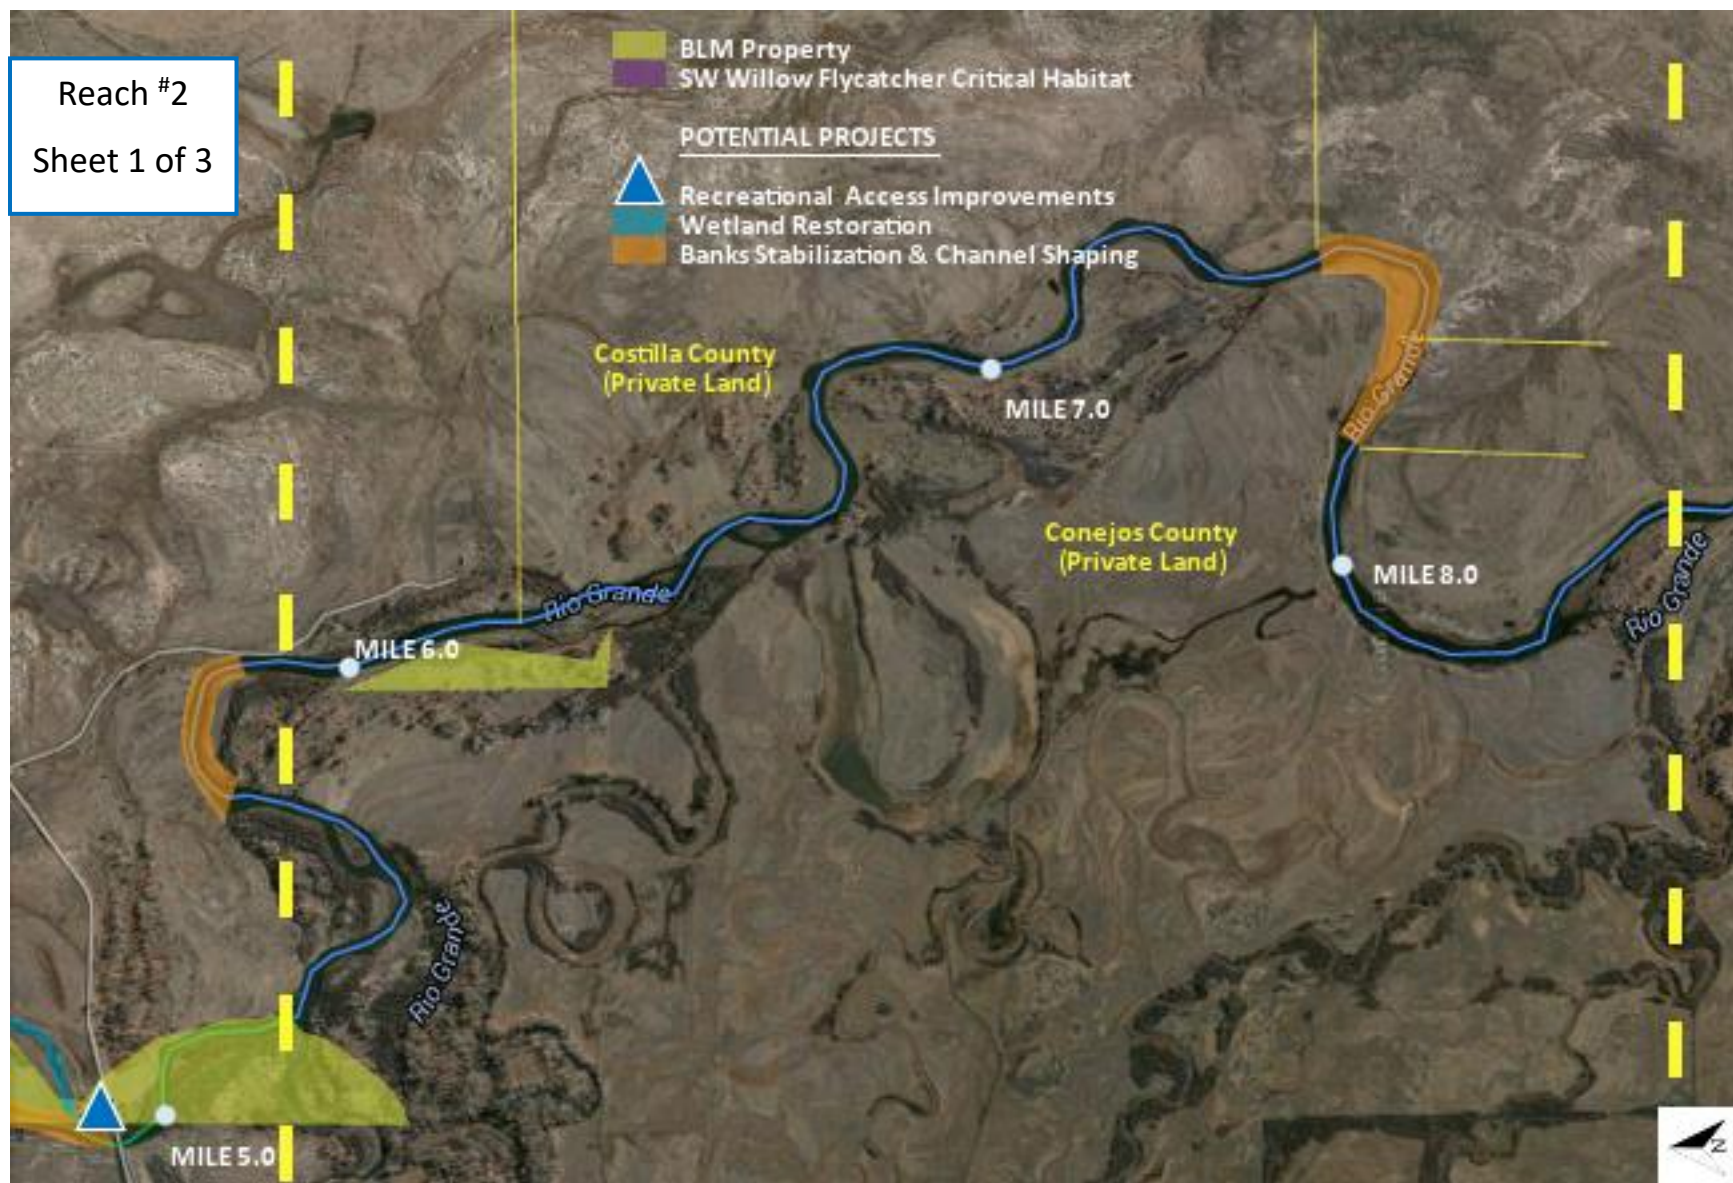 Reach #2
Sheet 1 of 3
BLM Property
SW Willow Flycatcher Critical Habitat
POTENTIAL PROJECTS
Recreational Access Improvements
Wetland Restoration
Banks Stabilization & Channel Shaping
Costilla County
(Private Land)
MILE 7.0
Rio Grande
Conejos County
(Private Land)
MILE 8.0
Rio Grande
Rio Grande
MILE 6.0
Rio Grande
MILE 5.0
N